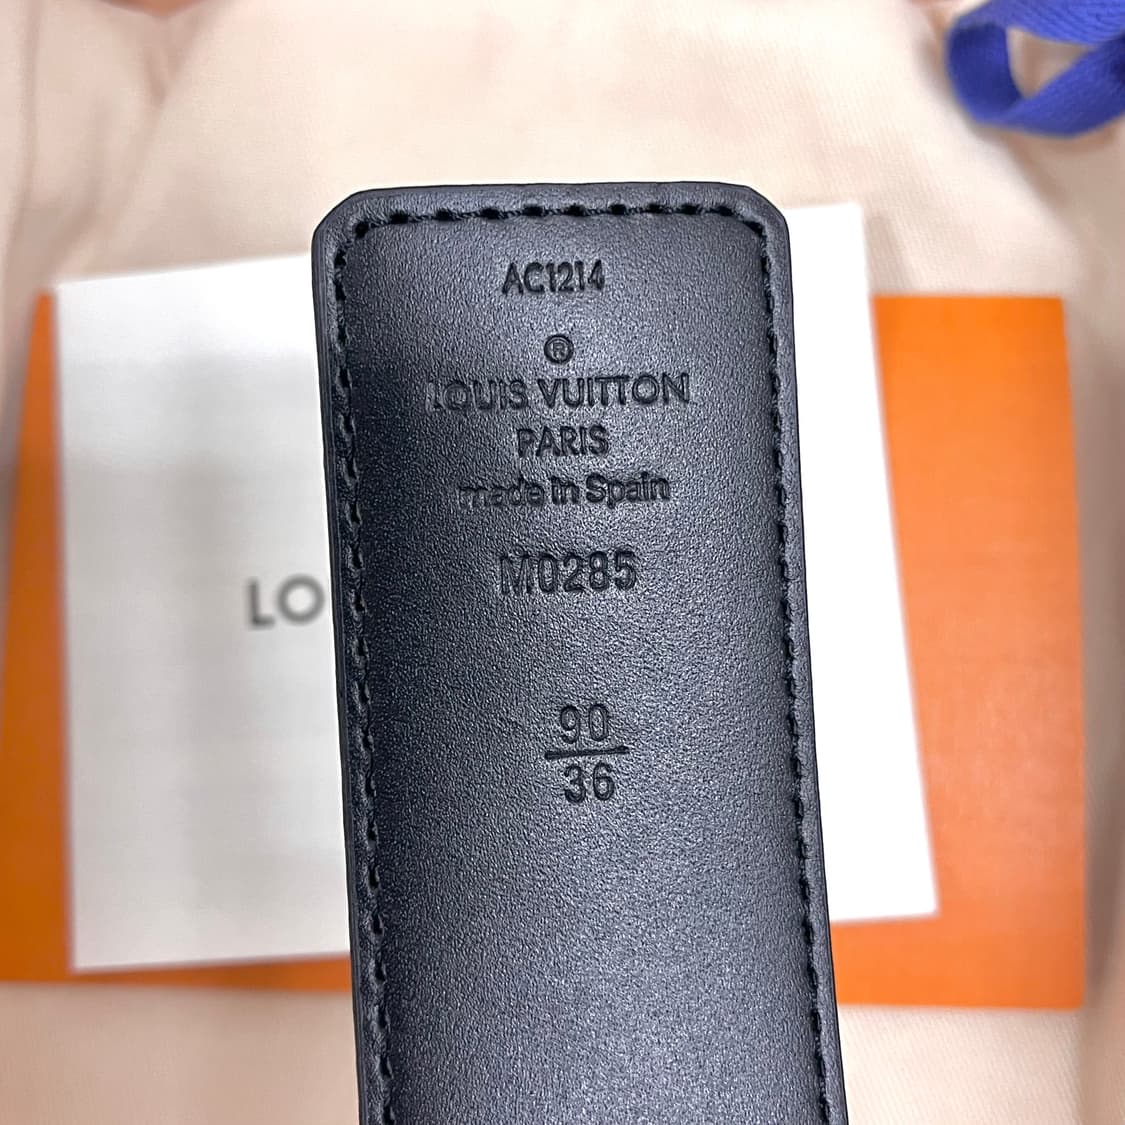 AC1214
®
LOUIS VUITTON
PARIS
made in Spain
M0285
90
36
LO